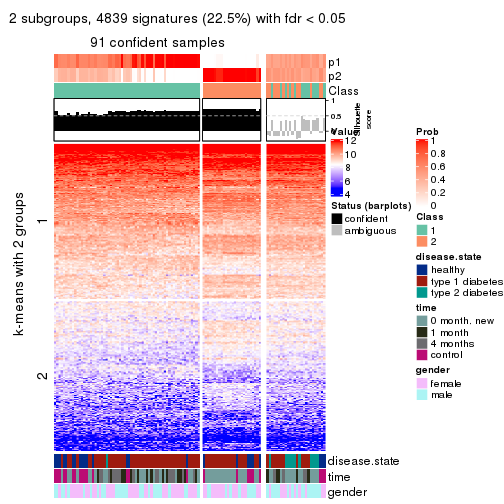 2 subgroups, 4839 signatures (22.5%) with fdr < 0.05
91 confident samples
p1
p2
Class
1
0.5
0
Silhouette
score
k-means with 2 groups
1
2
disease.state
time
gender
Value
12
10
8
6
4
Status (barplots)
confident
ambiguous
Prob
1
0.8
0.6
0.4
0.2
0
Class
1
2
disease.state
healthy
type 1 diabetes
type 2 diabetes
time
0 month. new
1 month
4 months
control
gender
female
male